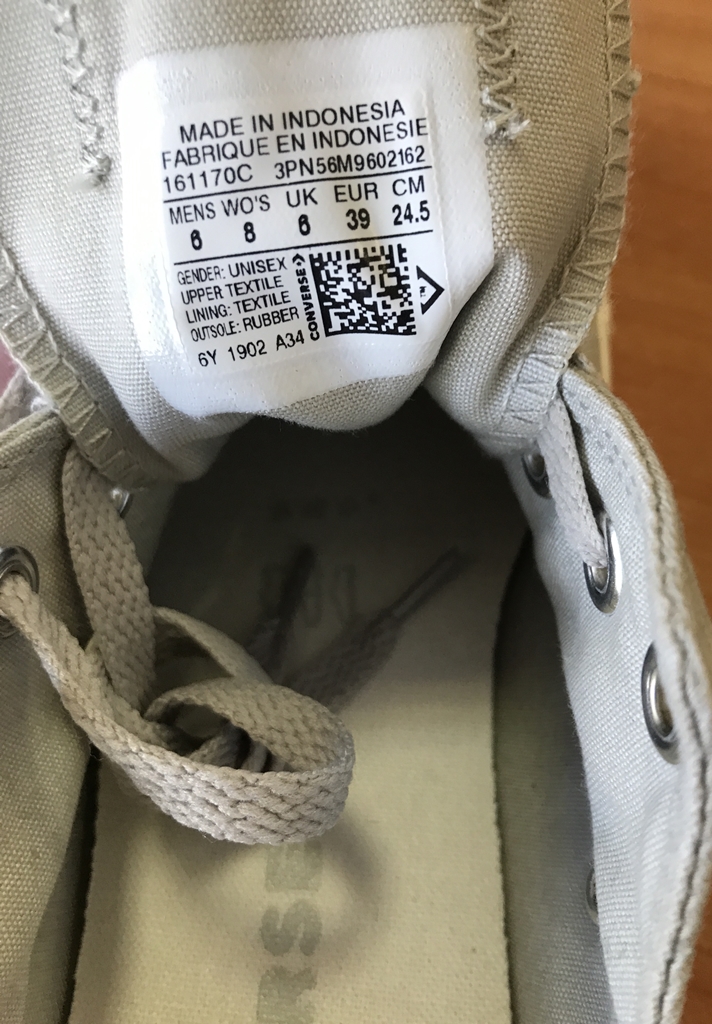 MADE IN INDONESIA
FABRIQUE EN INDONESIE
161170C 3PN56M9602162
MENS WO'S UK EUR CM
6 8 6 39 24.5
GENDER: UNISEX
UPPER TEXTILE
LINING: TEXTILE
OUTSOLE: RUBBER
6Y 1902 A34
CONVERSE